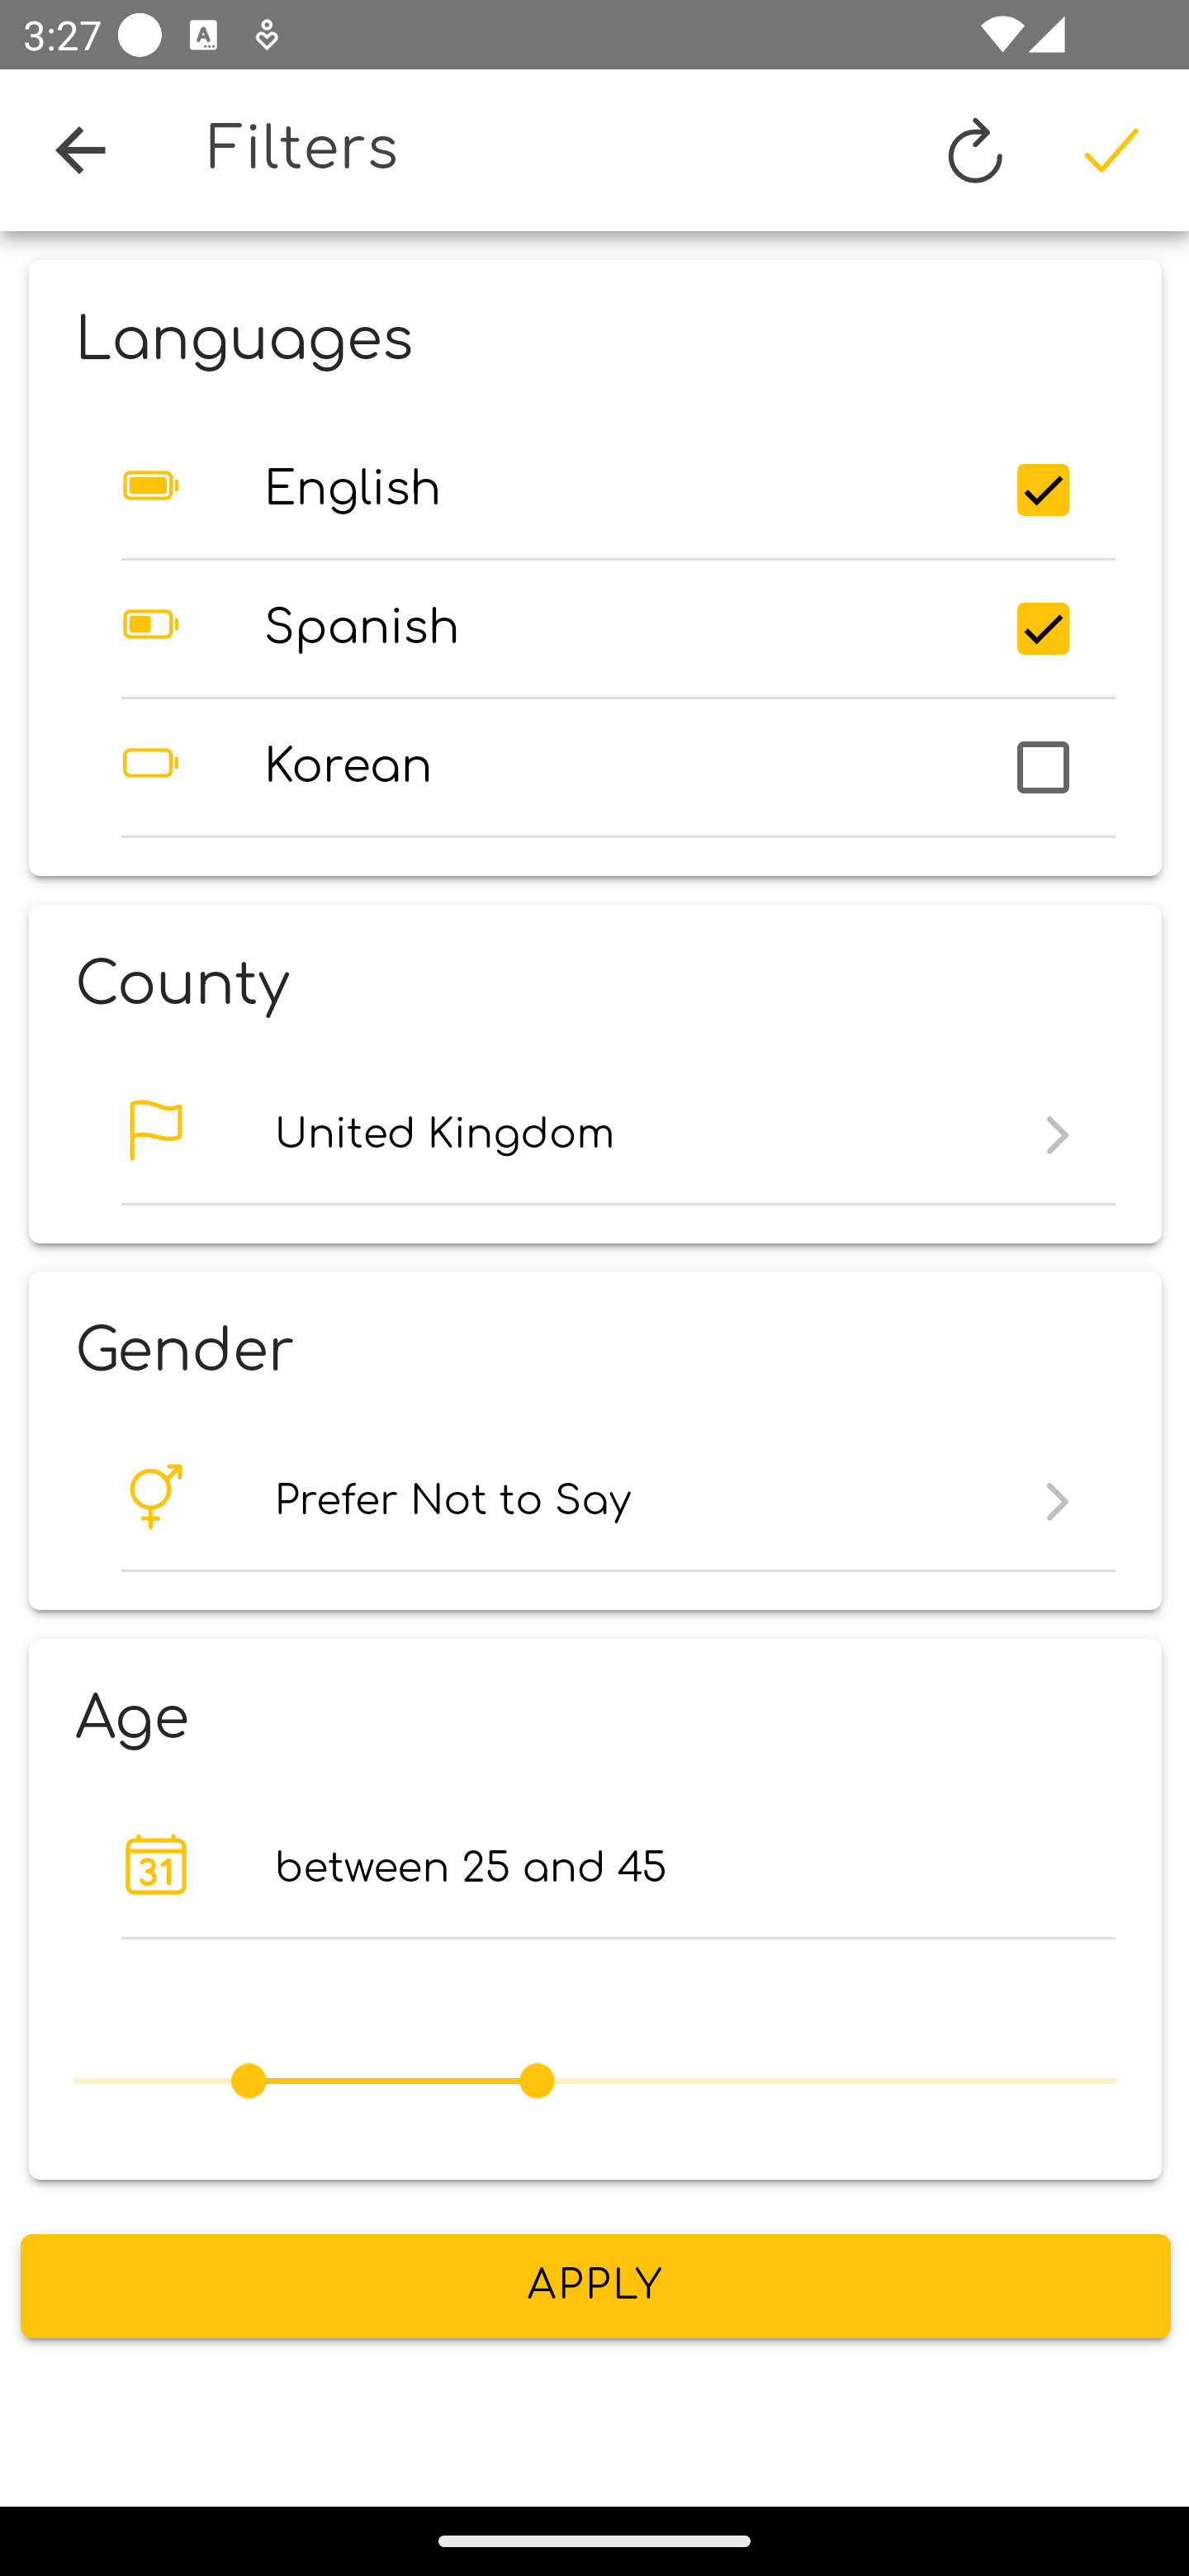 3:27
Filters
Languages
English
Spanish
Korean
County
United Kingdom
Gender
Prefer Not to Say
Age
31
between 25 and 45
APPLY